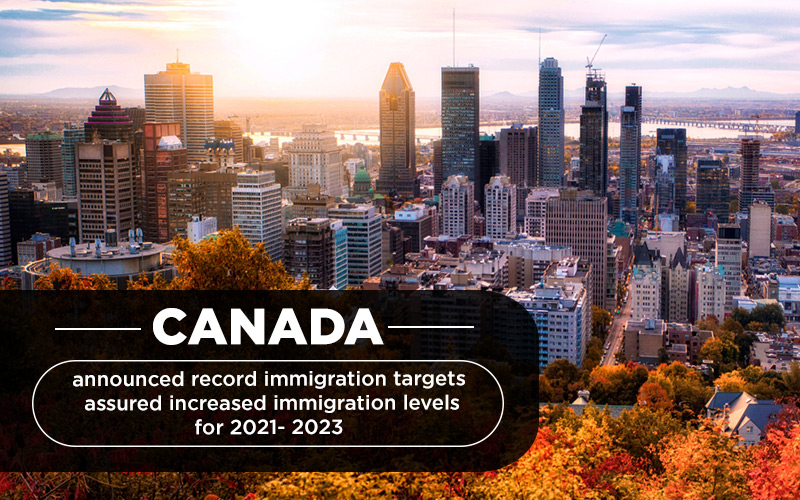 CANADA
announced record immigration targets
assured increased immigration levels
for 2021- 2023